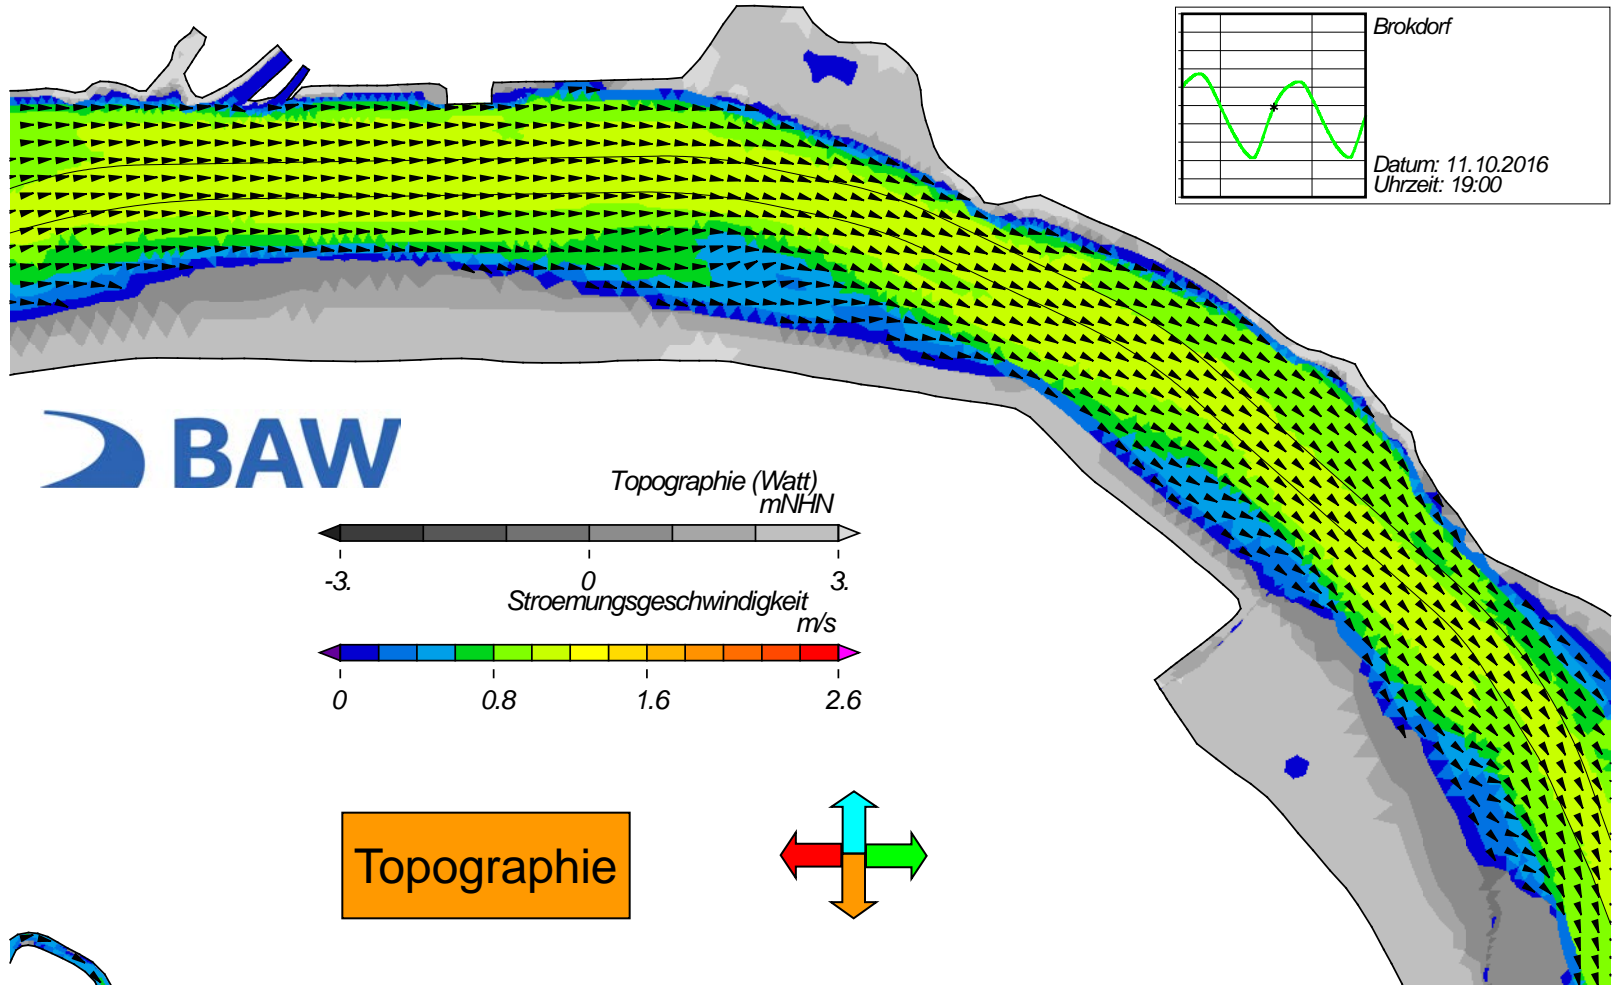 Brokdorf
Datum: 11.10.2016
Uhrzeit: 19:00
BAW
Topographie (Watt)
mNHN
-3. 0 3.
Stroemungsgeschwindigkeit
m/s
0 0.8 1.6 2.6
Topographie